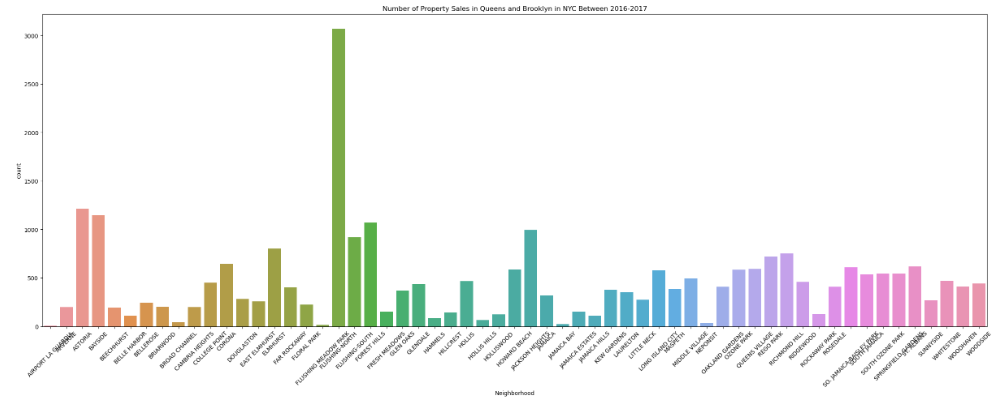 Number of Property Sales in Queens and Brooklyn in NYC Between 2016-2017
count
3000
2500
2000
1500
1000
500
0
AIRPORT LA
ASTORIA
BAYSIDE
BEECHHURST
BELLE HARBOR
BELLEROSE
BRIARWOOD
BROAD CHANNEL
CAMBRIA HEIGHTS
COLLEGE POINT
CORONA
DOUGLASTON
EAST ELMHURST
ELMHURST
FAR ROCKAWAY
FLORAL PARK
FLUSHING MEADOW PARK
FLUSHING-NORTH
FLUSHING-SOUTH
FOREST HILLS
FRESH MEADOWS
GLEN OAKS
GLENDALE
HAMMELS
HILLCREST
HOLLIS
HOLLIS HILLS
HOLLISWOOD
HOWARD BEACH
JACKSON HEIGHTS
JAMAICA
JAMAICA BAY
JAMAICA ESTATES
JAMAICA HILLS
KEW GARDENS
LAURELTON
LITTLE NECK
LONG ISLAND CITY
MASPETH
MIDDLE VILLAGE
NEPONSIT
OAKLAND GARDENS
OZONE PARK
QUEENS VILLAGE
REGO PARK
RICHMOND HILL
RIDGEWOOD
ROCKAWAY PARK
ROSEDALE
SO. JAMAICA-BAISLEY PARK
SOUTH JAMAICA
SOUTH OZONE PARK
SPRINGFIELD GARDENS
ST. ALBANS
SUNNYSIDE
WHITESTONE
WOODHAVEN
WOODSIDE
Neighborhood